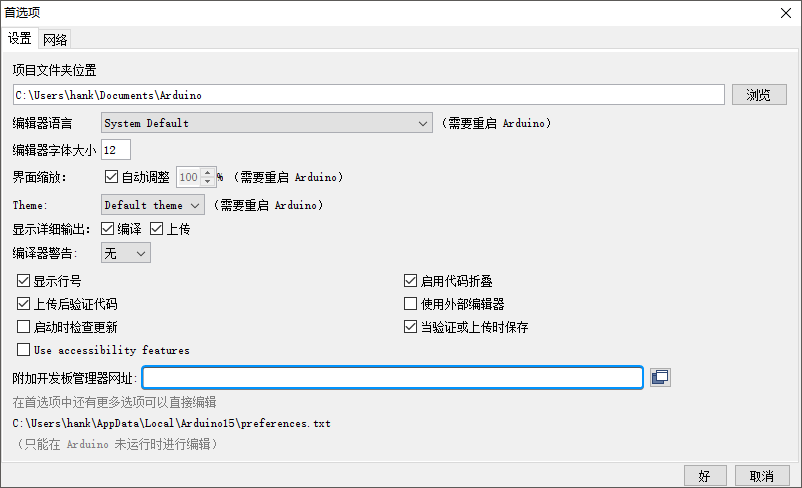 首选项
设置 网络
项目文件夹位置
C:\Users\hank\Documents\Arduino 浏览
编辑器语言 System Default （需要重启 Arduino）
编辑器字体大小 12
界面缩放： 自动调整 100 % （需要重启 Arduino）
Theme: Default theme （需要重启 Arduino）
显示详细输出： 编译 上传
编译器警告: 无
显示行号 启用代码折叠
上传后验证代码 使用外部编辑器
启动时检查更新 当验证或上传时保存
Use accessibility features
附加开发板管理器网址:
在首选项中还有更多选项可以直接编辑
C:\Users\hank\AppData\Local\Arduino15\preferences.txt
（只能在 Arduino 未运行时进行编辑）
好 取消